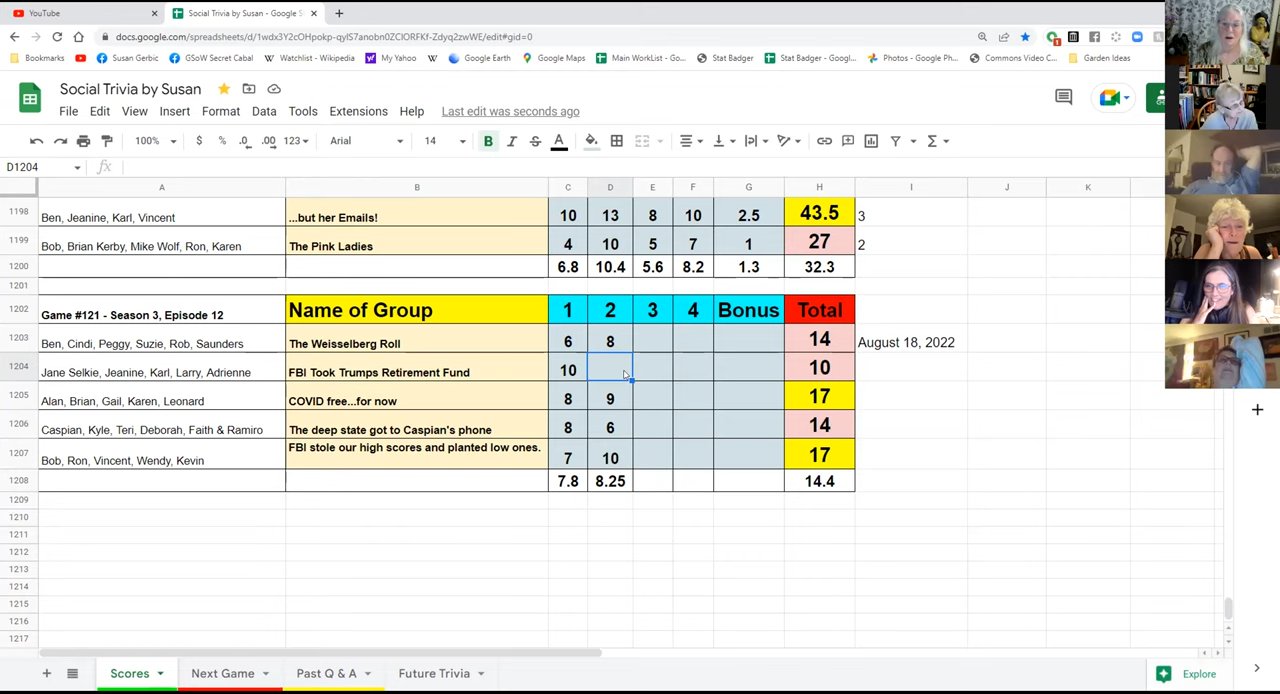 YouTube
Social Trivia by Susan - Google S
docs.google.com/spreadsheets/d/1wdx3Y2cOHpokp-qyIS7anobn0ZClORFKf-Zdyq2zwWE/edit#gid=0
Bookmarks Susan Gerbic GSoW Secret Cabal Watchlist - Wikipedia My Yahoo Google Earth Google Maps Main WorkList - Go... Stat Badger Stat Badger - Googl... Photos - Google Ph... Commons Video C... Garden Ideas
Social Trivia by Susan
File Edit View Insert Format Data Tools Extensions Help Last edit was seconds ago
100% $ % .0 .00 123 Arial 14 B I S A
D1204 fx
A B C D E F G H I J K
1198 Ben, Jeanine, Karl, Vincent ...but her Emails! 10 13 8 10 2.5 43.5 3
1199 Bob, Brian Kerby, Mike Wolf, Ron, Karen The Pink Ladies 4 10 5 7 1 27 2
1200 6.8 10.4 5.6 8.2 1.3 32.3
1201
1202 Game #121 - Season 3, Episode 12 Name of Group 1 2 3 4 Bonus Total
1203 Ben, Cindi, Peggy, Suzie, Rob, Saunders The Weisselberg Roll 6 8 14 August 18, 2022
1204 Jane Selkie, Jeanine, Karl, Larry, Adrienne FBI Took Trumps Retirement Fund 10 10
1205 Alan, Brian, Gail, Karen, Leonard COVID free...for now 8 9 17
1206 Caspian, Kyle, Teri, Deborah, Faith & Ramiro The deep state got to Caspian's phone 8 6 14
1207 Bob, Ron, Vincent, Wendy, Kevin FBI stole our high scores and planted low ones. 7 10 17
1208 7.8 8.25 14.4
1209
1210
1211
1212
1213
1214
1215
1216
1217
Scores Next Game Past Q & A Future Trivia Explore